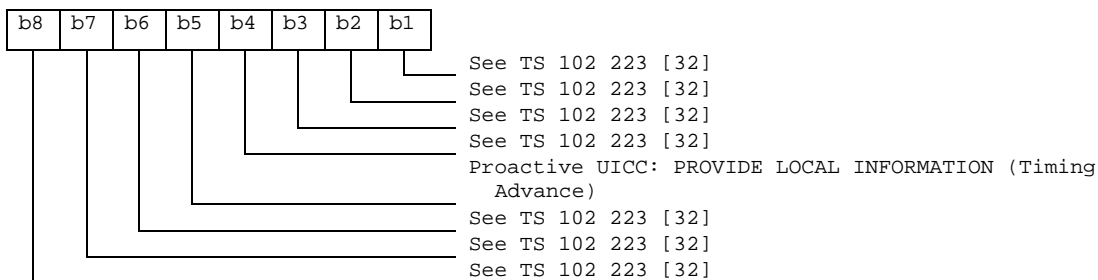 b8 b7 b6 b5 b4 b3 b2 b1
See TS 102 223 [32]
See TS 102 223 [32]
See TS 102 223 [32]
See TS 102 223 [32]
Proactive UICC: PROVIDE LOCAL INFORMATION (Timing
Advance)
See TS 102 223 [32]
See TS 102 223 [32]
See TS 102 223 [32]